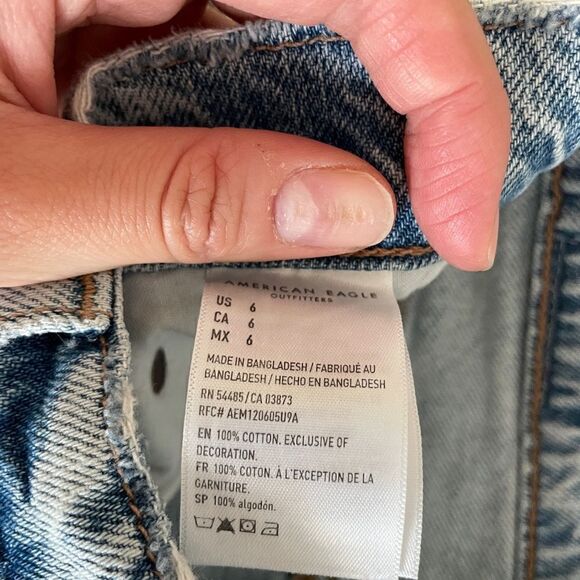 AMERICAN EAGLE
OUTFITTERS
US 6
CA 6
MX 6
MADE IN BANGLADESH / FABRIQUÉ AU
BANGLADESH / HECHO EN BANGLADESH
RN 54485 / CA 03873
RFC# AEM120605U9A
EN 100% COTTON. EXCLUSIVE OF
DECORATION.
FR 100% COTON. À L'EXCEPTION DE LA
GARNITURE.
SP 100% algodón.